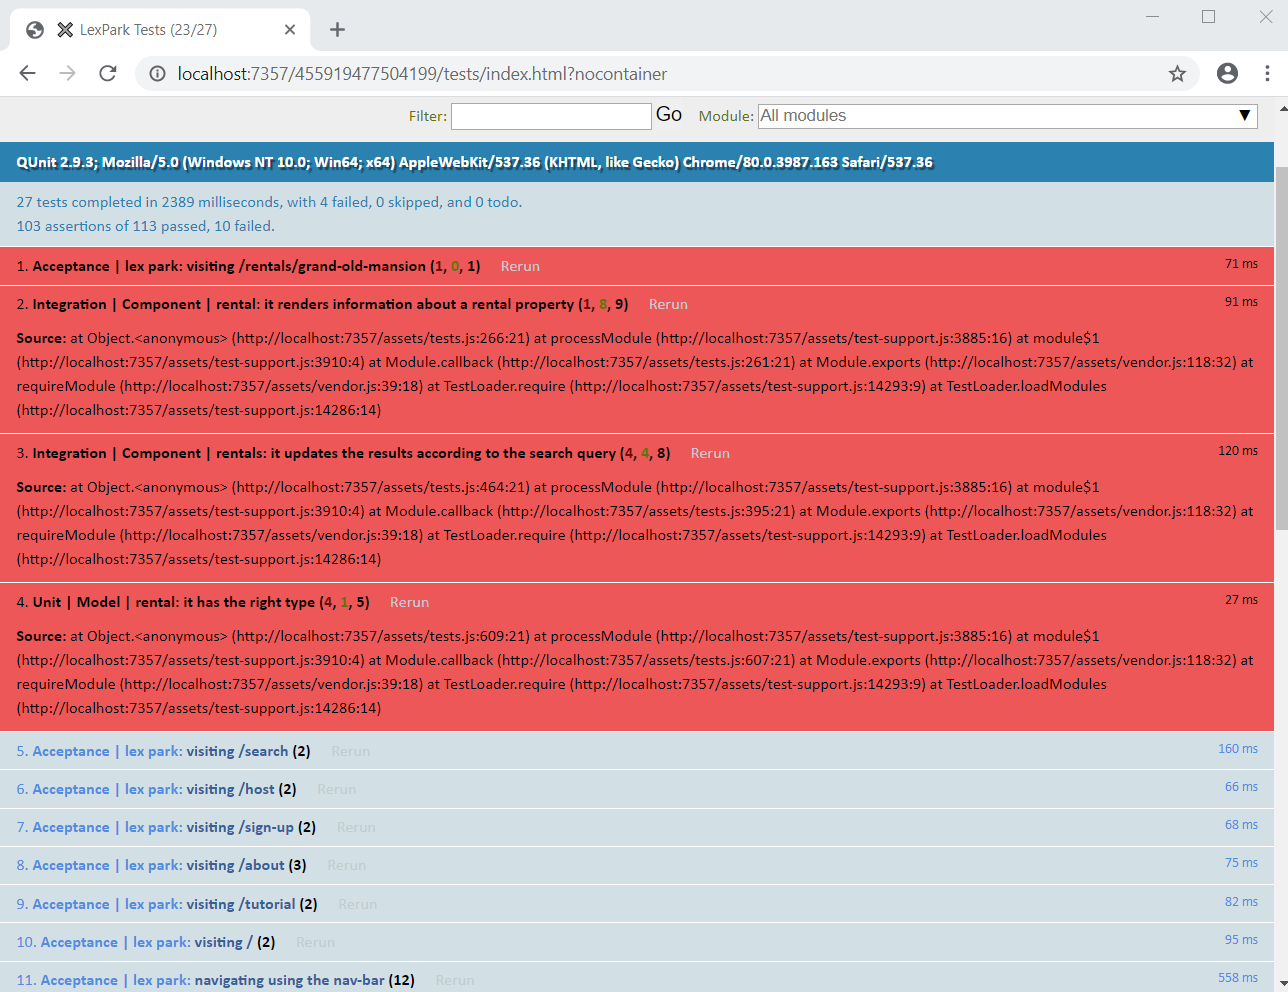 LexPark Tests (23/27)
localhost:7357/455919477504199/tests/index.html?nocontainer
Filter: Go Module: All modules
QUnit 2.9.3; Mozilla/5.0 (Windows NT 10.0; Win64; x64) AppleWebKit/537.36 (KHTML, like Gecko) Chrome/80.0.3987.163 Safari/537.36
27 tests completed in 2389 milliseconds, with 4 failed, 0 skipped, and 0 todo.
103 assertions of 113 passed, 10 failed.
1. Acceptance | lex park: visiting /rentals/grand-old-mansion (1, 0, 1) Rerun 71 ms
2. Integration | Component | rental: it renders information about a rental property (1, 8, 9) Rerun 91 ms
Source: at Object.<anonymous> (http://localhost:7357/assets/tests.js:266:21) at processModule (http://localhost:7357/assets/test-support.js:3885:16) at module$1
(http://localhost:7357/assets/test-support.js:3910:4) at Module.callback (http://localhost:7357/assets/tests.js:261:21) at Module.exports (http://localhost:7357/assets/vendor.js:118:32) at
requireModule (http://localhost:7357/assets/vendor.js:39:18) at TestLoader.require (http://localhost:7357/assets/test-support.js:14293:9) at TestLoader.loadModules
(http://localhost:7357/assets/test-support.js:14286:14)
3. Integration | Component | rentals: it updates the results according to the search query (4, 4, 8) Rerun 120 ms
Source: at Object.<anonymous> (http://localhost:7357/assets/tests.js:464:21) at processModule (http://localhost:7357/assets/test-support.js:3885:16) at module$1
(http://localhost:7357/assets/test-support.js:3910:4) at Module.callback (http://localhost:7357/assets/tests.js:395:21) at Module.exports (http://localhost:7357/assets/vendor.js:118:32) at
requireModule (http://localhost:7357/assets/vendor.js:39:18) at TestLoader.require (http://localhost:7357/assets/test-support.js:14293:9) at TestLoader.loadModules
(http://localhost:7357/assets/test-support.js:14286:14)
4. Unit | Model | rental: it has the right type (4, 1, 5) Rerun 27 ms
Source: at Object.<anonymous> (http://localhost:7357/assets/tests.js:609:21) at processModule (http://localhost:7357/assets/test-support.js:3885:16) at module$1
(http://localhost:7357/assets/test-support.js:3910:4) at Module.callback (http://localhost:7357/assets/tests.js:607:21) at Module.exports (http://localhost:7357/assets/vendor.js:118:32) at
requireModule (http://localhost:7357/assets/vendor.js:39:18) at TestLoader.require (http://localhost:7357/assets/test-support.js:14293:9) at TestLoader.loadModules
(http://localhost:7357/assets/test-support.js:14286:14)
5. Acceptance | lex park: visiting /search (2) Rerun 160 ms
6. Acceptance | lex park: visiting /host (2) Rerun 66 ms
7. Acceptance | lex park: visiting /sign-up (2) Rerun 68 ms
8. Acceptance | lex park: visiting /about (3) Rerun 75 ms
9. Acceptance | lex park: visiting /tutorial (2) Rerun 82 ms
10. Acceptance | lex park: visiting / (2) Rerun 95 ms
11. Acceptance | lex park: navigating using the nav-bar (12) Rerun 558 ms